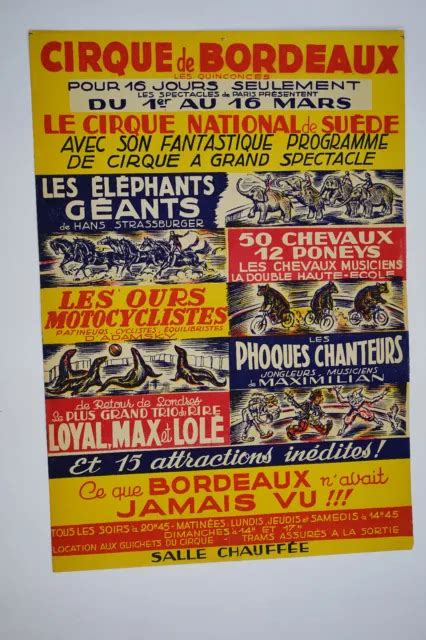 CIRQUE de BORDEAUX
LES QUINCONCES
POUR 16 JOURS SEULEMENT
LES SPECTACLES de PARIS PRÉSENTENT
DU 1er AU 16 MARS
LE CIRQUE NATIONAL de SUÈDE
AVEC SON FANTASTIQUE PROGRAMME
DE CIRQUE A GRAND SPECTACLE
LES ÉLÉPHANTS
GÉANTS
de HANS STRASSBURGER
50 CHEVAUX
12 PONEYS
LES CHEVAUX MUSICIENS
LA DOUBLE HAUTE-ECOLE
LES OURS
MOTOCYCLISTES
PATINEURS, CYCLISTES, EQUILIBRISTES
D'ADAMSKY
LES
PHOQUES CHANTEURS
JONGLEURS, MUSICIENS
de MAXIMILIAN
de Retour de Londres
le PLUS GRAND TRIO du RIRE
LOYAL, MAX et LOLÉ
Et 15 attractions inédites!
Ce que BORDEAUX n'avait
JAMAIS VU!!!
TOUS LES SOIRS à 20H45 - MATINÉES: LUNDIS, JEUDIS et SAMEDIS à 14H45
DIMANCHES à 14H ET 17H
LOCATION AUX GUICHETS DU CIRQUE - TRAMS ASSURÉS A LA SORTIE
SALLE CHAUFFÉE